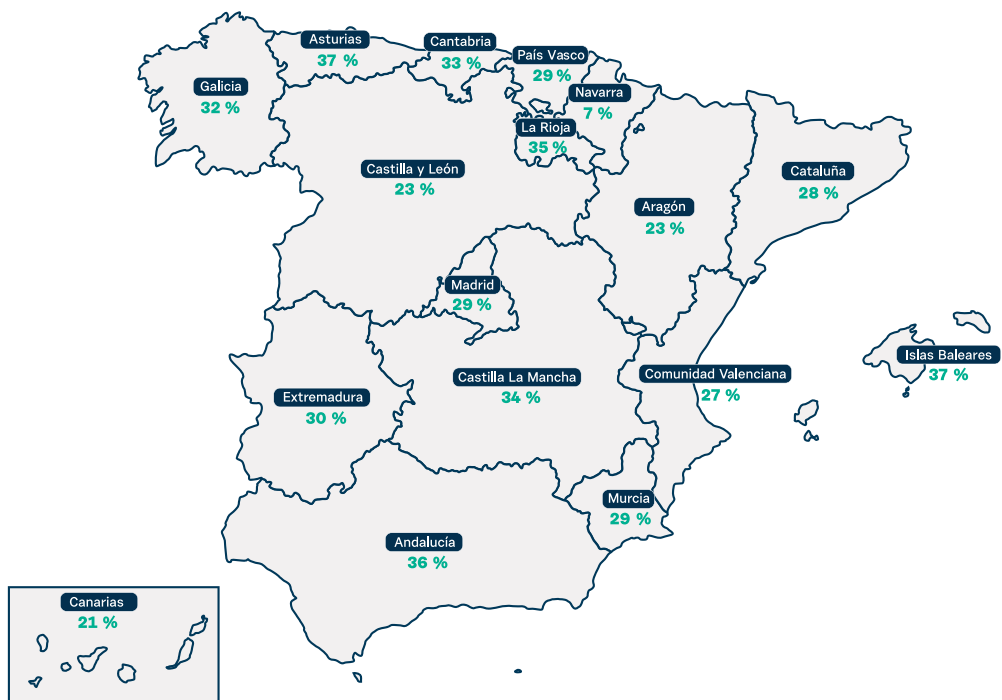 Asturias
37 %
Cantabria
33 %
País Vasco
29 %
Galicia
32 %
Navarra
7 %
La Rioja
35 %
Castilla y León
23 %
Cataluña
28 %
Aragón
23 %
Madrid
29 %
Islas Baleares
37 %
Comunidad Valenciana
27 %
Castilla La Mancha
34 %
Extremadura
30 %
Murcia
29 %
Andalucía
36 %
Canarias
21 %